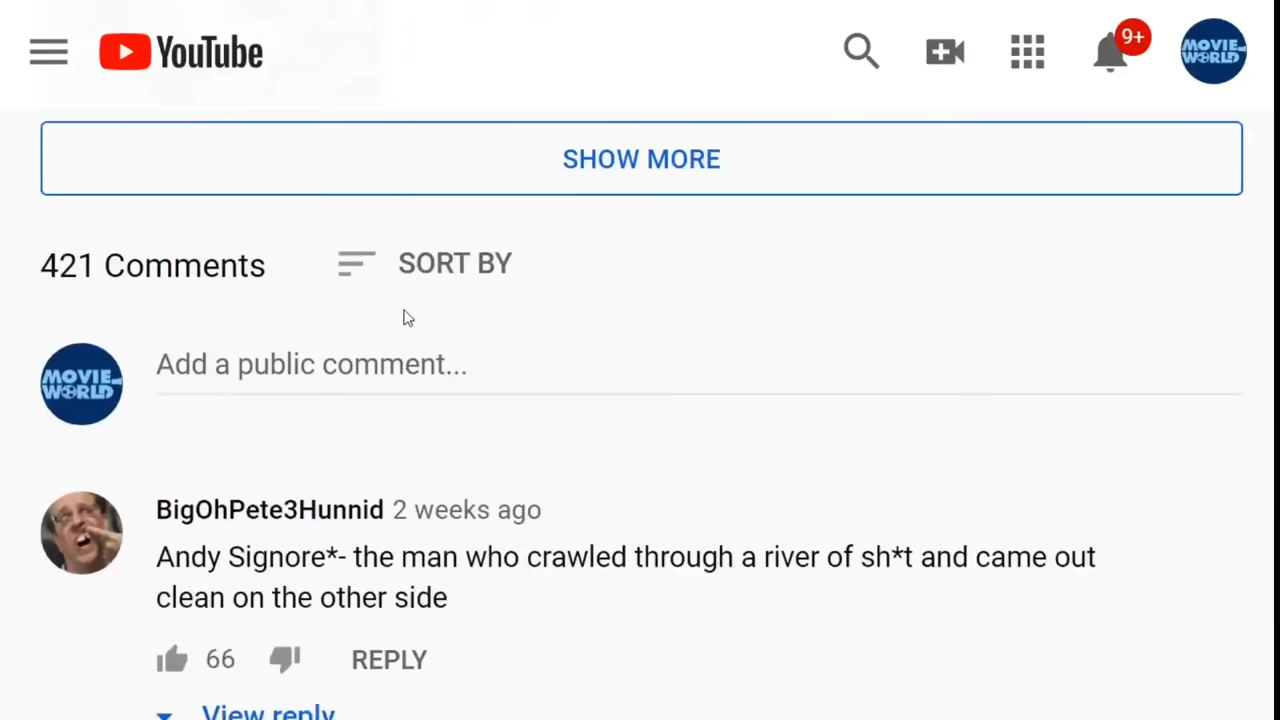 YouTube
9+
MOVIE-
WORLD
SHOW MORE
421 Comments
SORT BY
MOVIE-
WORLD
Add a public comment...
BigOhPete3Hunnid 2 weeks ago
Andy Signore*- the man who crawled through a river of sh*t and came out
clean on the other side
66
REPLY
View reply